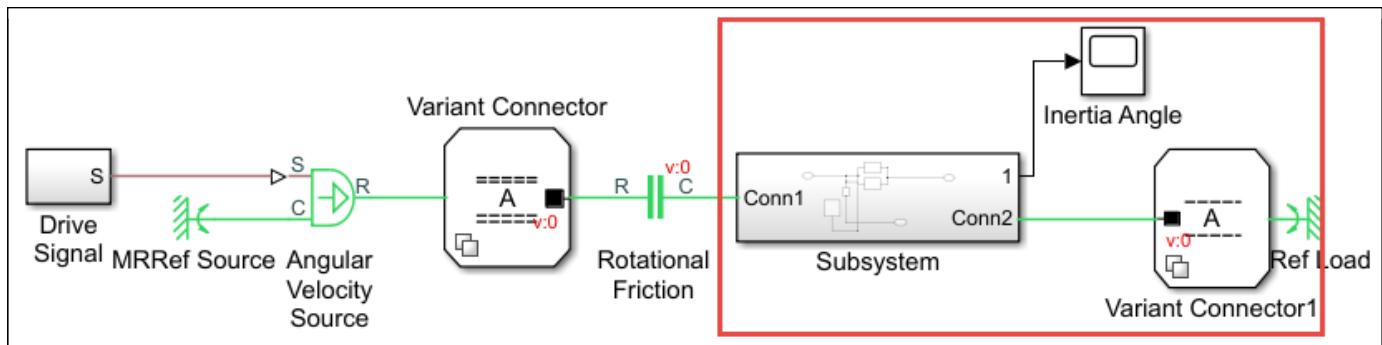 Variant Connector
Inertia Angle
S
S
C
R
A
v:0
R
v:0
C
Conn1
1
Conn2
A
v:0
Drive
Signal
MRRef Source
Angular
Velocity
Source
Rotational
Friction
Subsystem
Ref Load
Variant Connector1